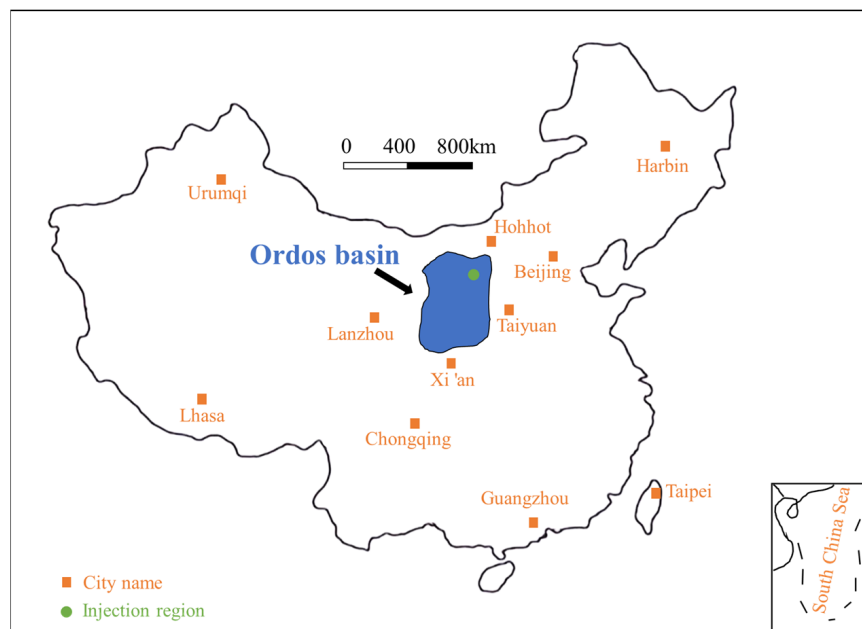 0 400 800km
Harbin
Urumqi
Hohhot
Ordos basin
Beijing
Lanzhou
Taiyuan
Xi 'an
Lhasa
Chongqing
Guangzhou
Taipei
South China Sea
City name
Injection region